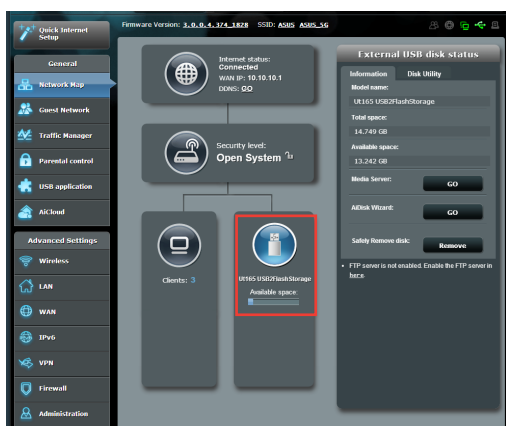 Quick Internet
Setup
Firmware Version: 3.0.0.4.374_1828 SSID: ASUS ASUS_5G
General
Network Map
Guest Network
Traffic Manager
Parental control
USB application
AiCloud
Advanced Settings
Wireless
LAN
WAN
IPv6
VPN
Firewall
Administration
Internet status:
Connected
WAN IP: 10.10.10.1
DDNS: GO
Security level:
Open System
Clients: 3
Ut165 USB2FlashStorage
Available space:
External USB disk status
Information Disk Utility
Model name:
Ut165 USB2FlashStorage
Total space:
14.749 GB
Available space:
13.242 GB
Media Server: GO
AiDisk Wizard: GO
Safely Remove disk: Remove
• FTP server is not enabled. Enable the FTP server in
here.